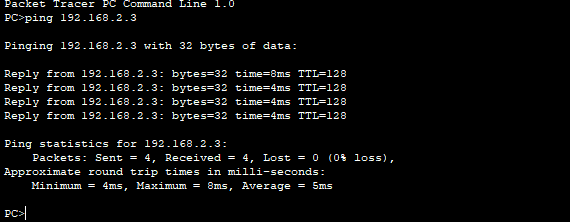 Packet Tracer PC Command Line 1.0
PC>ping 192.168.2.3
Pinging 192.168.2.3 with 32 bytes of data:
Reply from 192.168.2.3: bytes=32 time=8ms TTL=128
Reply from 192.168.2.3: bytes=32 time=4ms TTL=128
Reply from 192.168.2.3: bytes=32 time=4ms TTL=128
Reply from 192.168.2.3: bytes=32 time=4ms TTL=128
Ping statistics for 192.168.2.3:
    Packets: Sent = 4, Received = 4, Lost = 0 (0% loss),
Approximate round trip times in milli-seconds:
    Minimum = 4ms, Maximum = 8ms, Average = 5ms
PC>